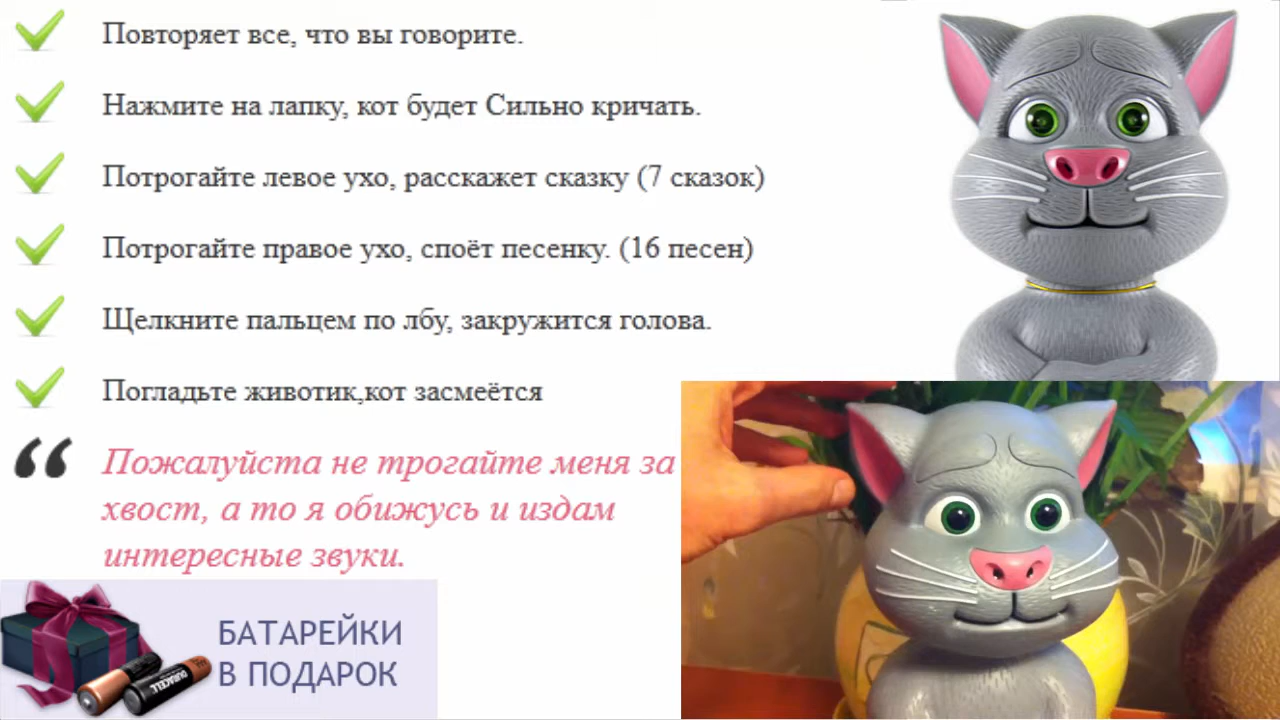 Повторяет все, что вы говорите.
Нажмите на лапку, кот будет Сильно кричать.
Потрогайте левое ухо, расскажет сказку (7 сказок)
Потрогайте правое ухо, споёт песенку. (16 песен)
Щелкните пальцем по лбу, закружится голова.
Погладьте животик,кот засмеётся
“ Пожалуйста не трогайте меня за
хвост, а то я обижусь и издам
интересные звуки.
БАТАРЕЙКИ
В ПОДАРОК
DURACELL